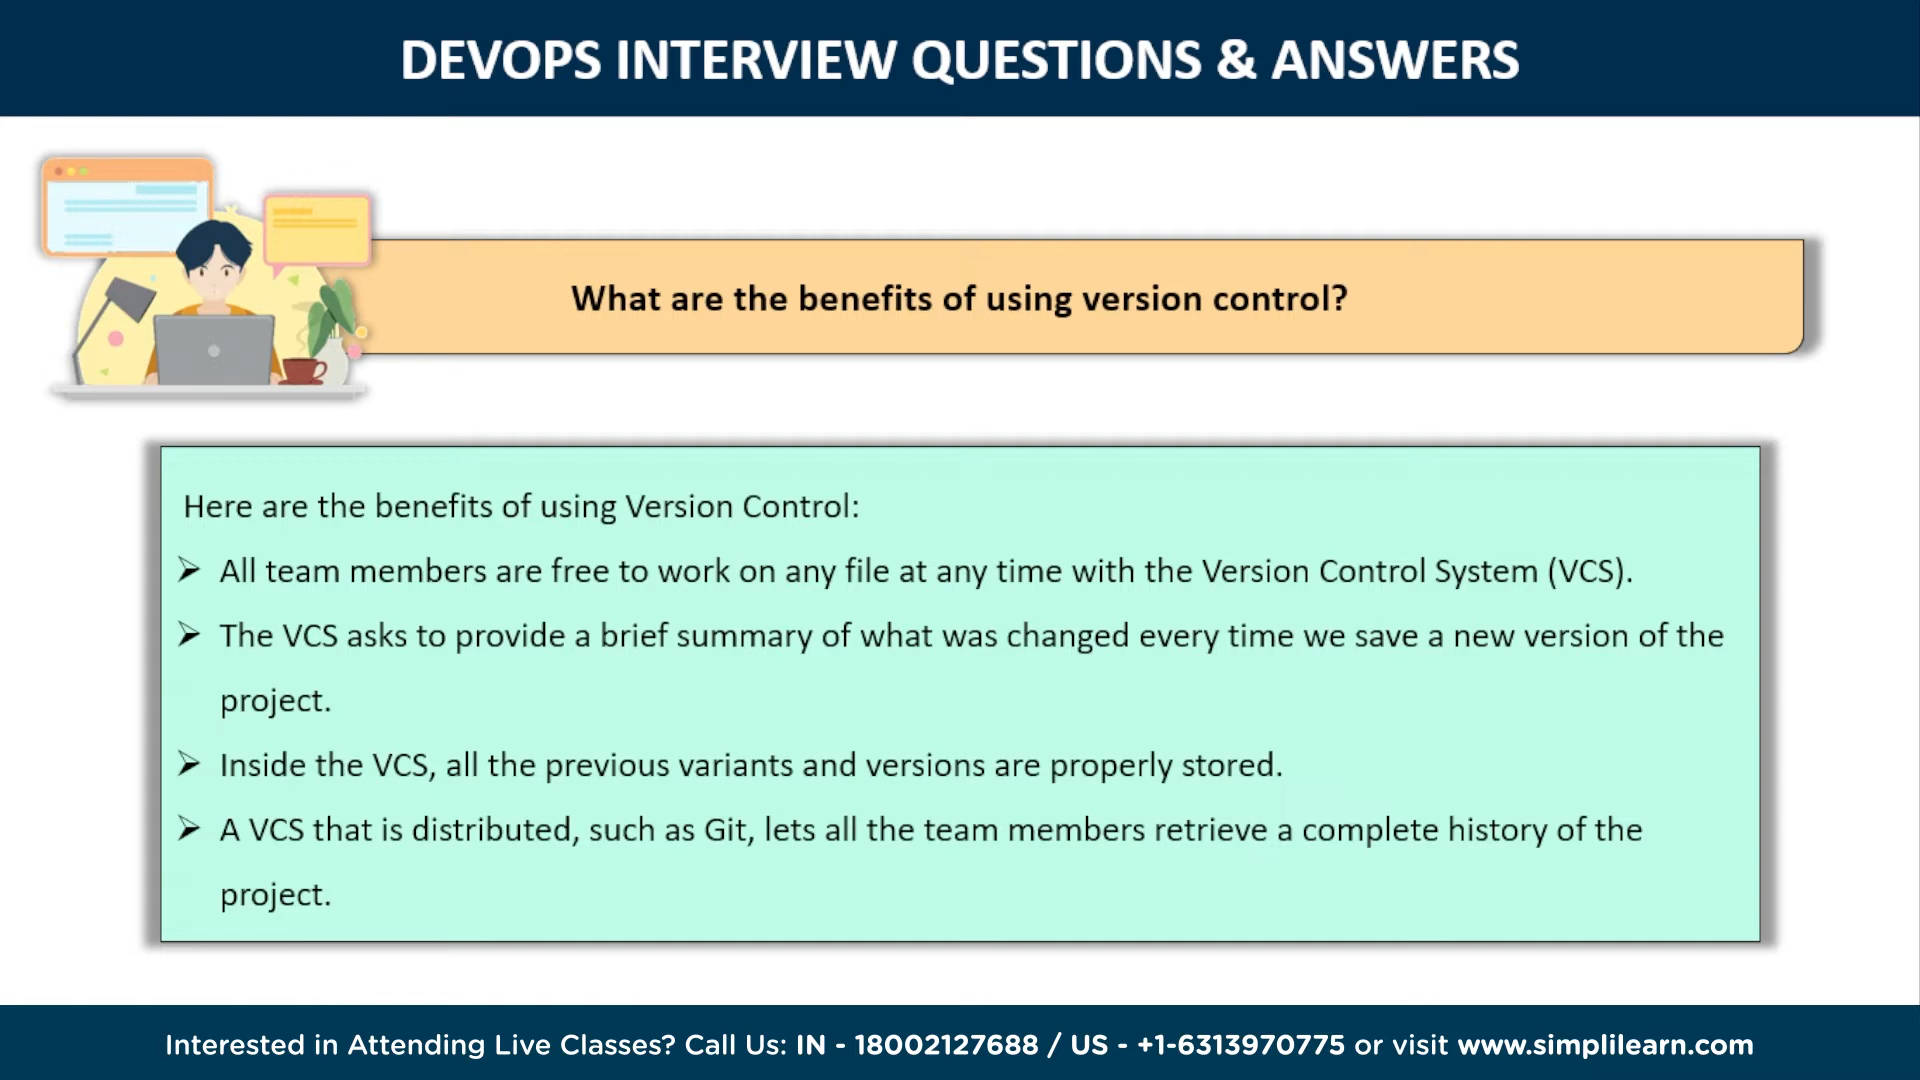 DEVOPS INTERVIEW QUESTIONS & ANSWERS
What are the benefits of using version control?
Here are the benefits of using Version Control:
➢ All team members are free to work on any file at any time with the Version Control System (VCS).
➢ The VCS asks to provide a brief summary of what was changed every time we save a new version of the
project.
➢ Inside the VCS, all the previous variants and versions are properly stored.
➢ A VCS that is distributed, such as Git, lets all the team members retrieve a complete history of the
project.
Interested in Attending Live Classes? Call Us: IN - 18002127688 / US - +1-6313970775 or visit www.simplilearn.com